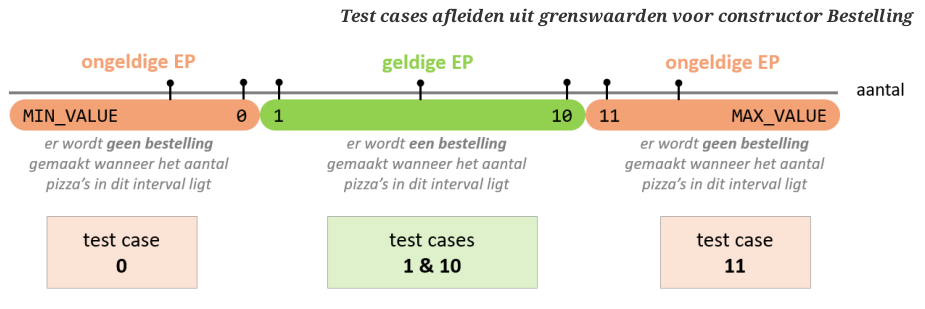 Test cases afleiden uit grenswaarden voor constructor Bestelling
ongeldige EP
geldige EP
ongeldige EP
aantal
MIN_VALUE 0
1 10
11 MAX_VALUE
er wordt geen bestelling
gemaakt wanneer het aantal
pizza's in dit interval ligt
er wordt een bestelling
gemaakt wanneer het aantal
pizza's in dit interval ligt
er wordt geen bestelling
gemaakt wanneer het aantal
pizza's in dit interval ligt
test case
0
test cases
1 & 10
test case
11